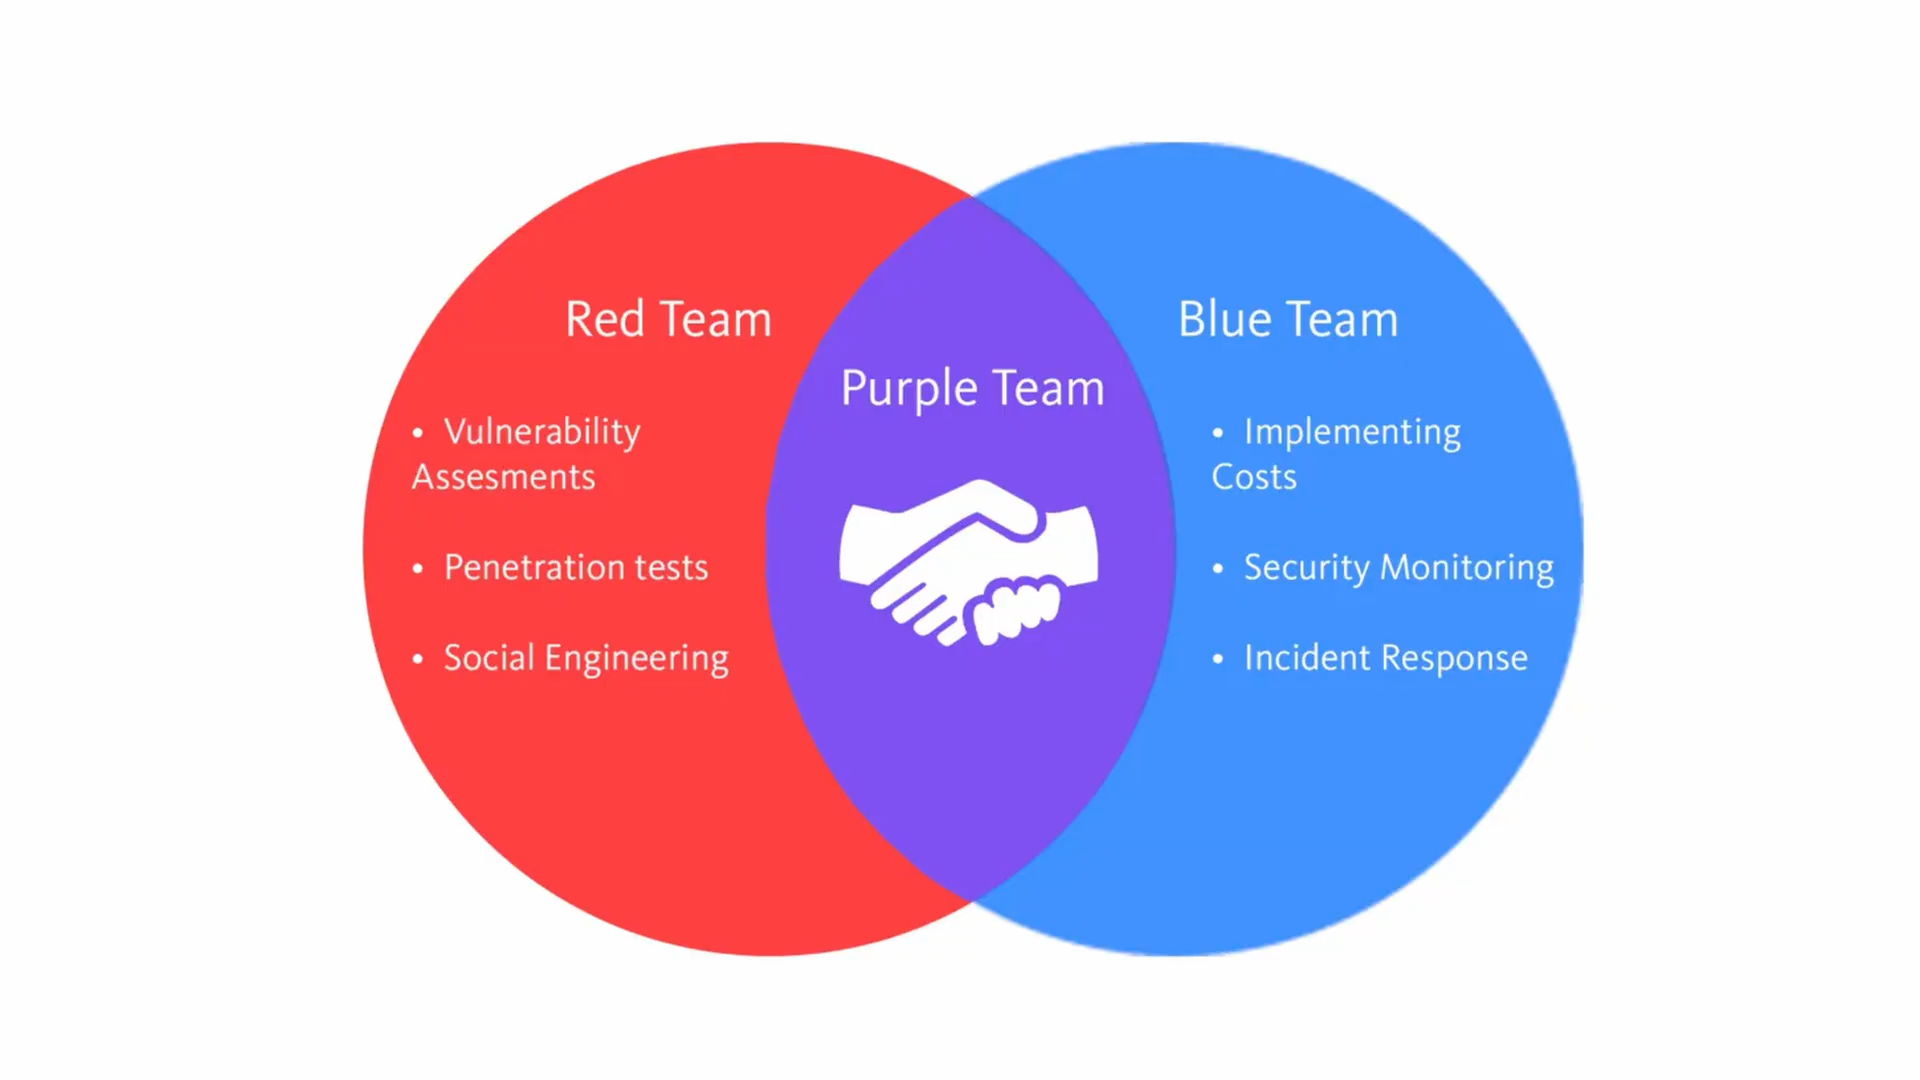 Red Team
• Vulnerability
Assesments
• Penetration tests
• Social Engineering
Purple Team
Blue Team
• Implementing
Costs
• Security Monitoring
• Incident Response